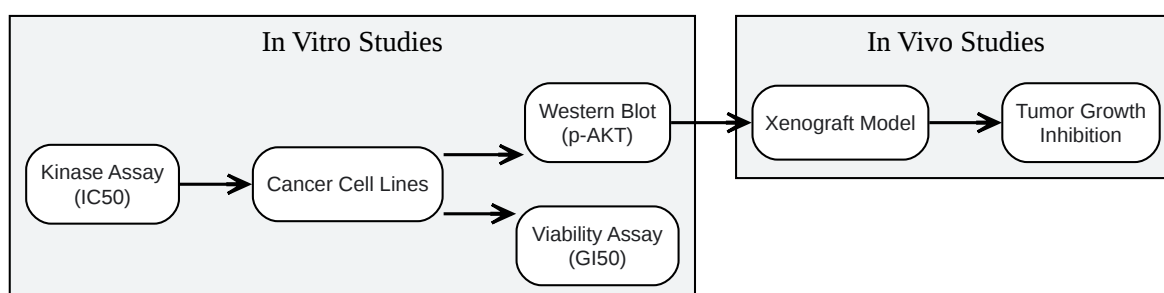 In Vitro Studies
Kinase Assay
(IC50)
Cancer Cell Lines
Western Blot
(p-AKT)
Viability Assay
(GI50)
In Vivo Studies
Xenograft Model
Tumor Growth
Inhibition